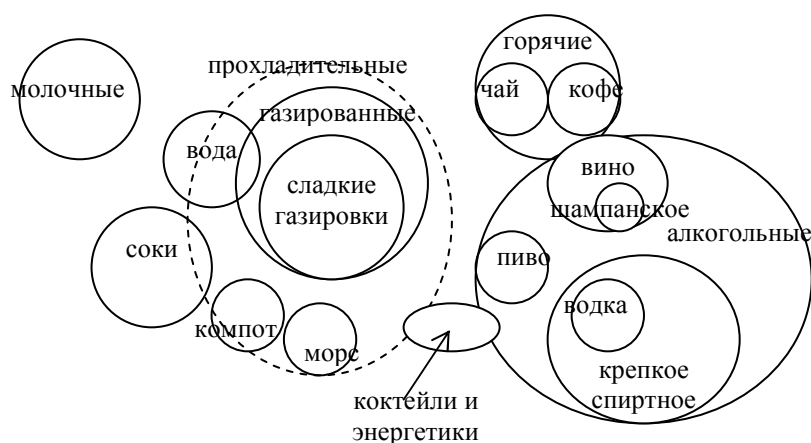 горячие
прохладительные
молочные
чай
кофе
газированные
вода
вино
сладкие
газировки
шампанское
алкогольные
соки
пиво
водка
компот
морс
крепкое
спиртное
коктейли и
энергетики